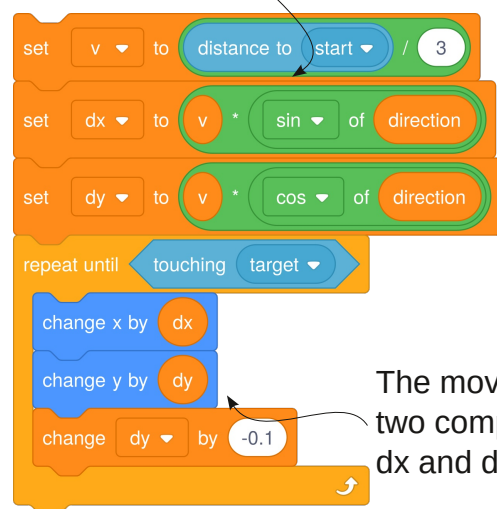 set v to distance to start / 3
set dx to v * sin of direction
set dy to v * cos of direction
repeat until touching target
change x by dx
change y by dy
change dy by -0.1
The mov
two comp
dx and d